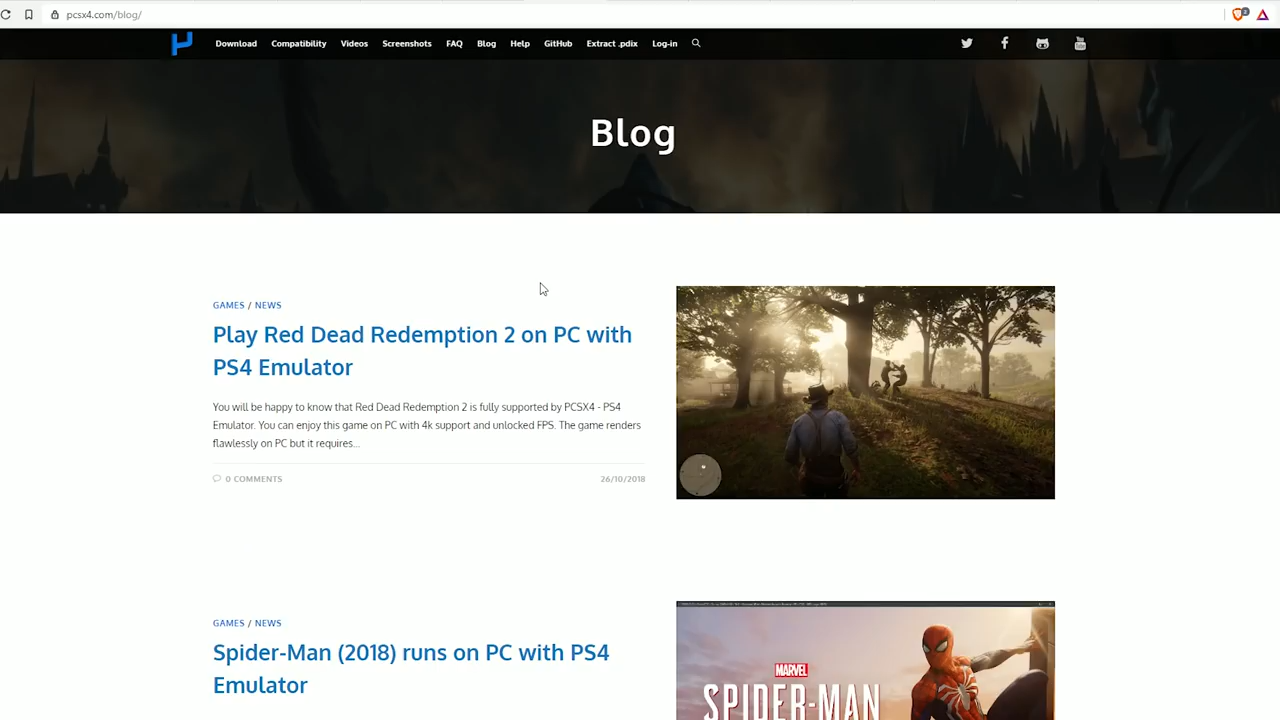 pcsx4.com/blog/
Download Compatibility Videos Screenshots FAQ Blog Help GitHub Extract .pdix Log-in
Blog
GAMES / NEWS
Play Red Dead Redemption 2 on PC with
PS4 Emulator
You will be happy to know that Red Dead Redemption 2 is fully supported by PCSX4 - PS4
Emulator. You can enjoy this game on PC with 4k support and unlocked FPS. The game renders
flawlessly on PC but it requires...
0 COMMENTS 26/10/2018
GAMES / NEWS
Spider-Man (2018) runs on PC with PS4
Emulator
MARVEL
SPIDER-MAN